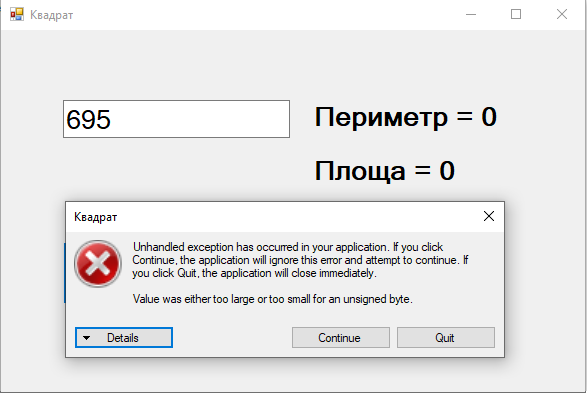 Квадрат
695
Периметр = 0
Площа = 0
Квадрат
Unhandled exception has occurred in your application. If you click
Continue, the application will ignore this error and attempt to continue. If
you click Quit, the application will close immediately.
Value was either too large or too small for an unsigned byte.
Details
Continue
Quit